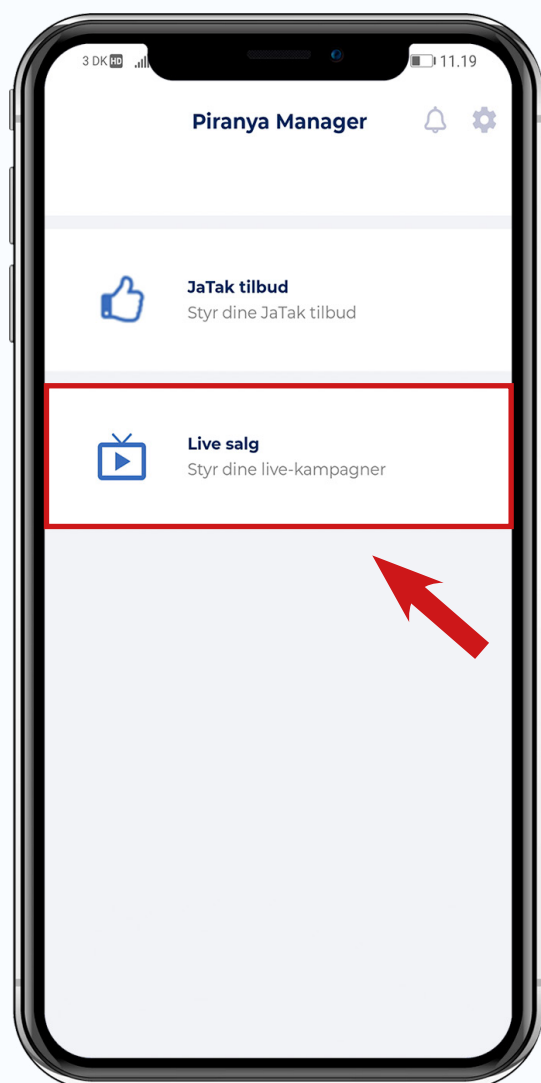 3 DK HD 11.19
Piranya Manager
JaTak tilbud
Styr dine JaTak tilbud
Live salg
Styr dine live-kampagner